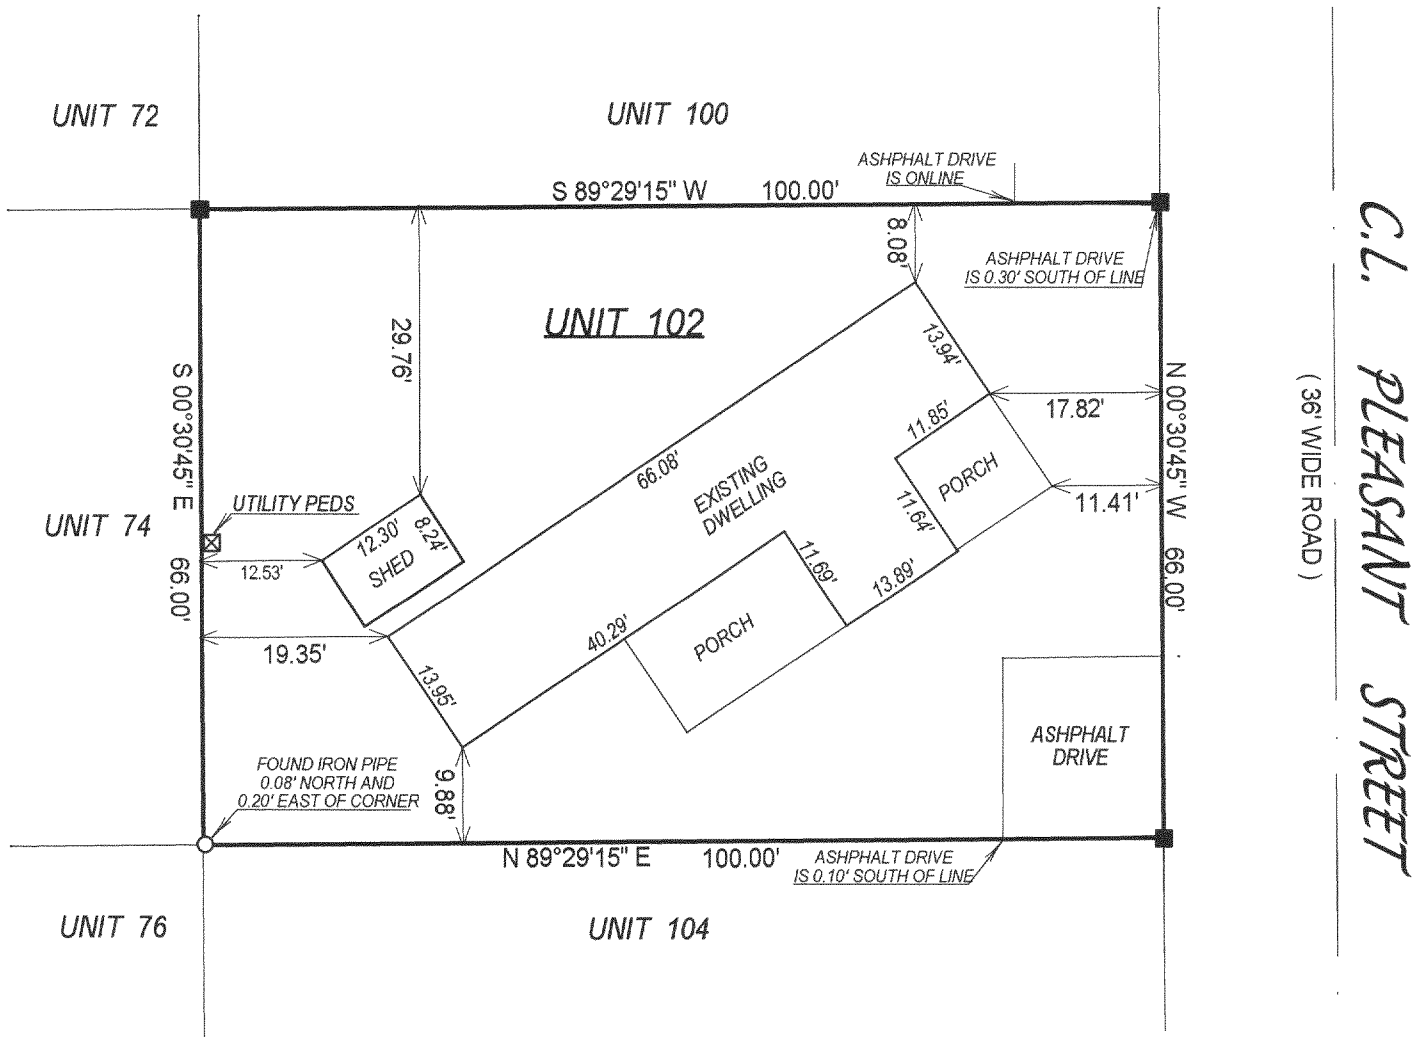 UNIT 72
UNIT 100
ASHPHALT DRIVE
IS ONLINE
S 89°29'15" W 100.00'
8.08'
ASHPHALT DRIVE
IS 0.30' SOUTH OF LINE
C.L. PLEASANT STREET
( 36' WIDE ROAD )
UNIT 102
29.76'
13.94'
S 00°30'45" E 66.00'
N 00°30'45" W 66.00'
17.82'
11.85'
PORCH
66.08'
EXISTING
DWELLING
11.64'
11.41'
UTILITY PEDS
UNIT 74
12.30'
8.24'
SHED
12.53'
11.69'
13.89'
40.29'
PORCH
19.35'
13.95'
ASHPHALT
DRIVE
FOUND IRON PIPE
0.08' NORTH AND
0.20' EAST OF CORNER
9.88'
N 89°29'15" E 100.00'
ASHPHALT DRIVE
IS 0.10' SOUTH OF LINE
UNIT 76
UNIT 104